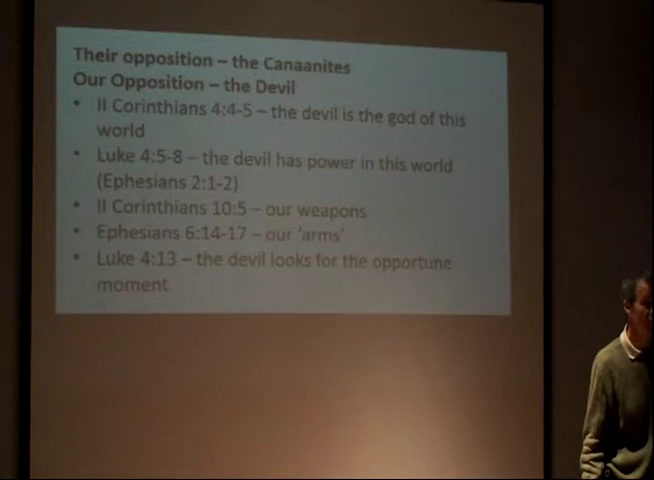 Their opposition – the Canaanites
Our Opposition – the Devil
• II Corinthians 4:4-5 – the devil is the god of this
world
• Luke 4:5-8 – the devil has power in this world
(Ephesians 2:1-2)
• II Corinthians 10:5 – our weapons
• Ephesians 6:14-17 – our 'arms'
• Luke 4:13 – the devil looks for the opportune
moment